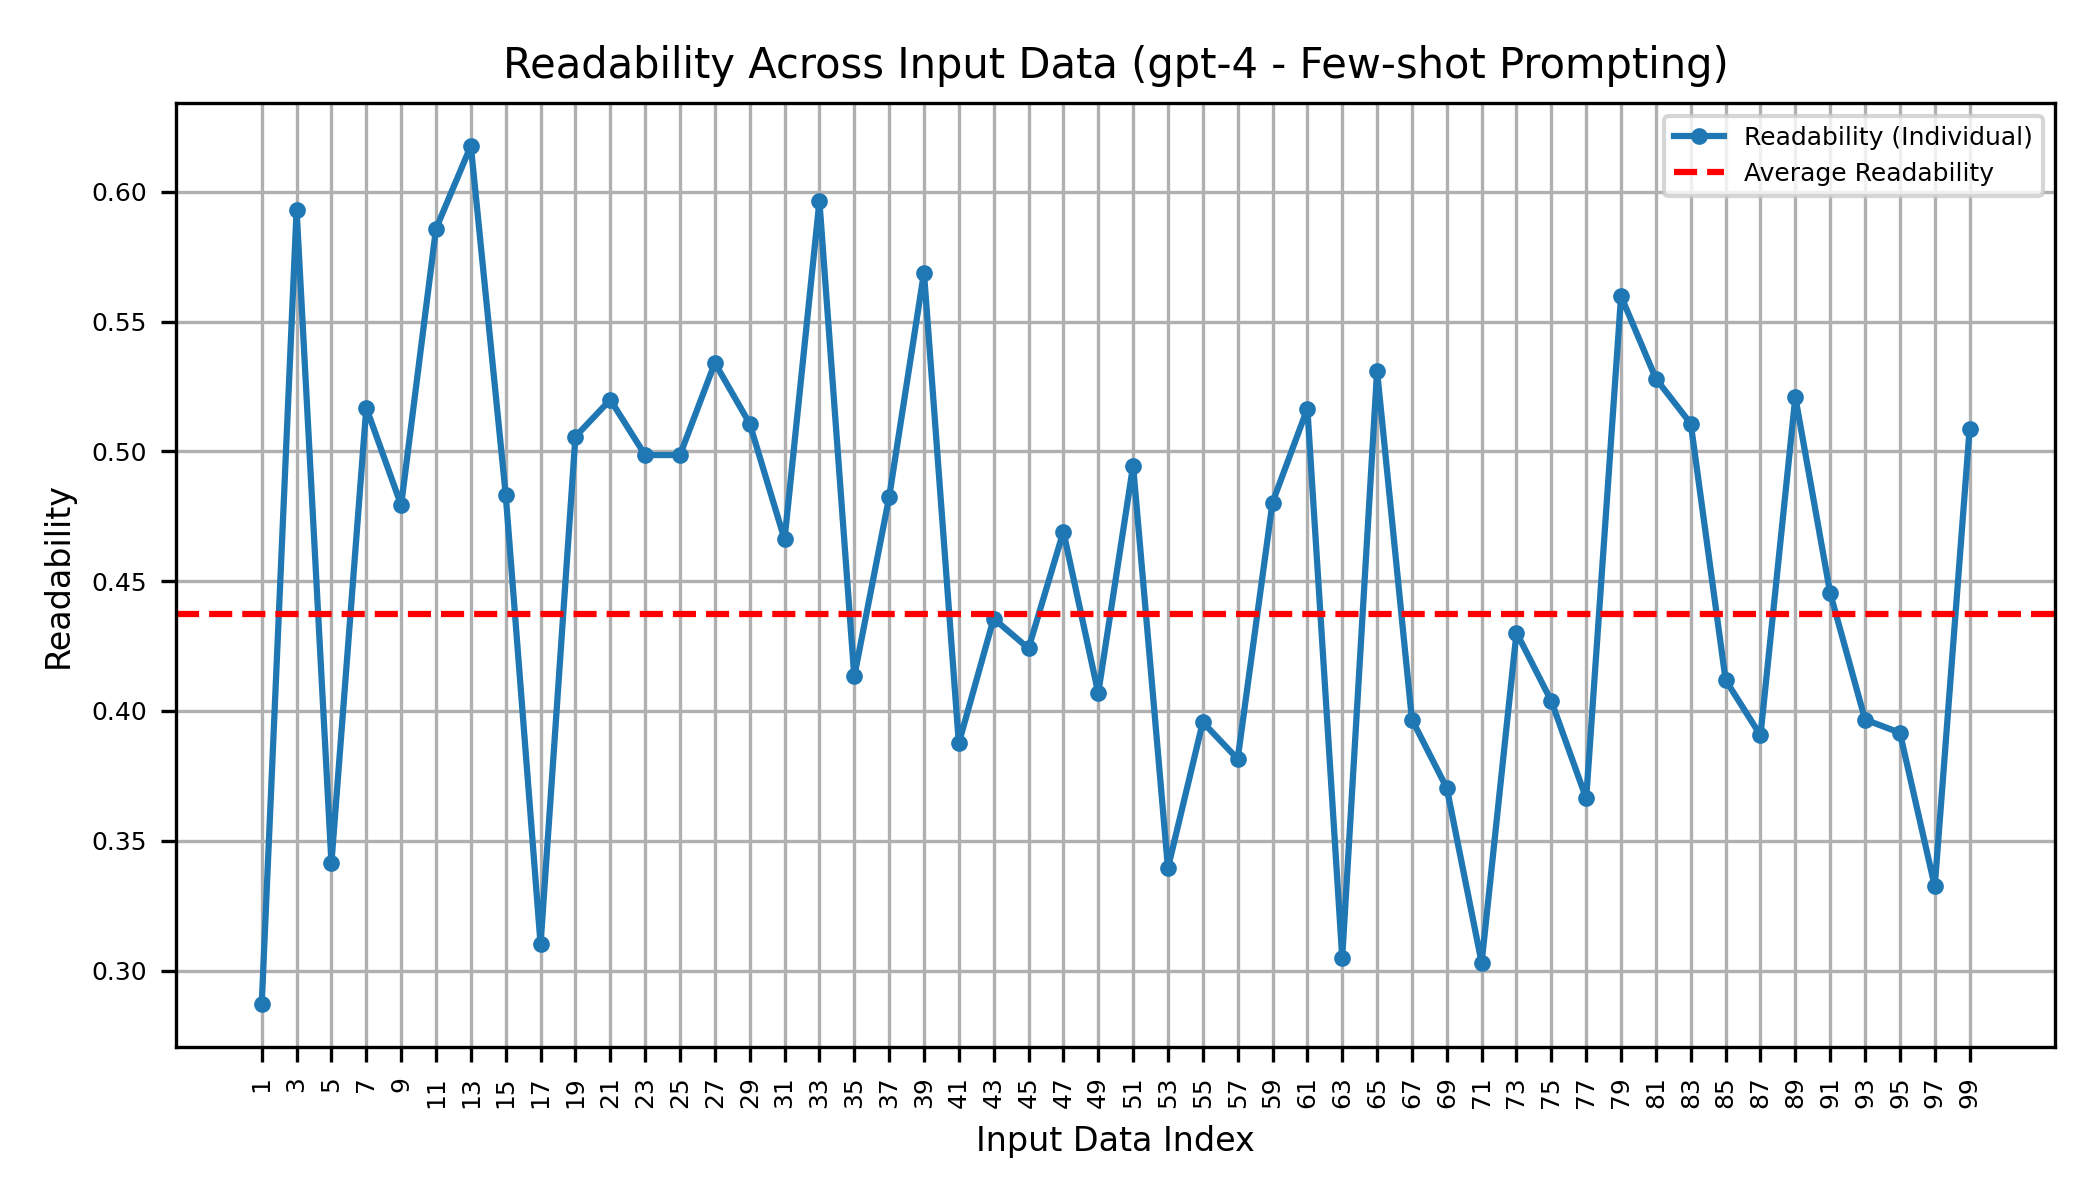 Readability Across Input Data (gpt-4 - Few-shot Prompting)
Readability (Individual)
Average Readability
Readability
0.60
0.55
0.50
0.45
0.40
0.35
0.30
1 3 5 7 9 11 13 15 17 19 21 23 25 27 29 31 33 35 37 39 41 43 45 47 49 51 53 55 57 59 61 63 65 67 69 71 73 75 77 79 81 83 85 87 89 91 93 95 97 99
Input Data Index